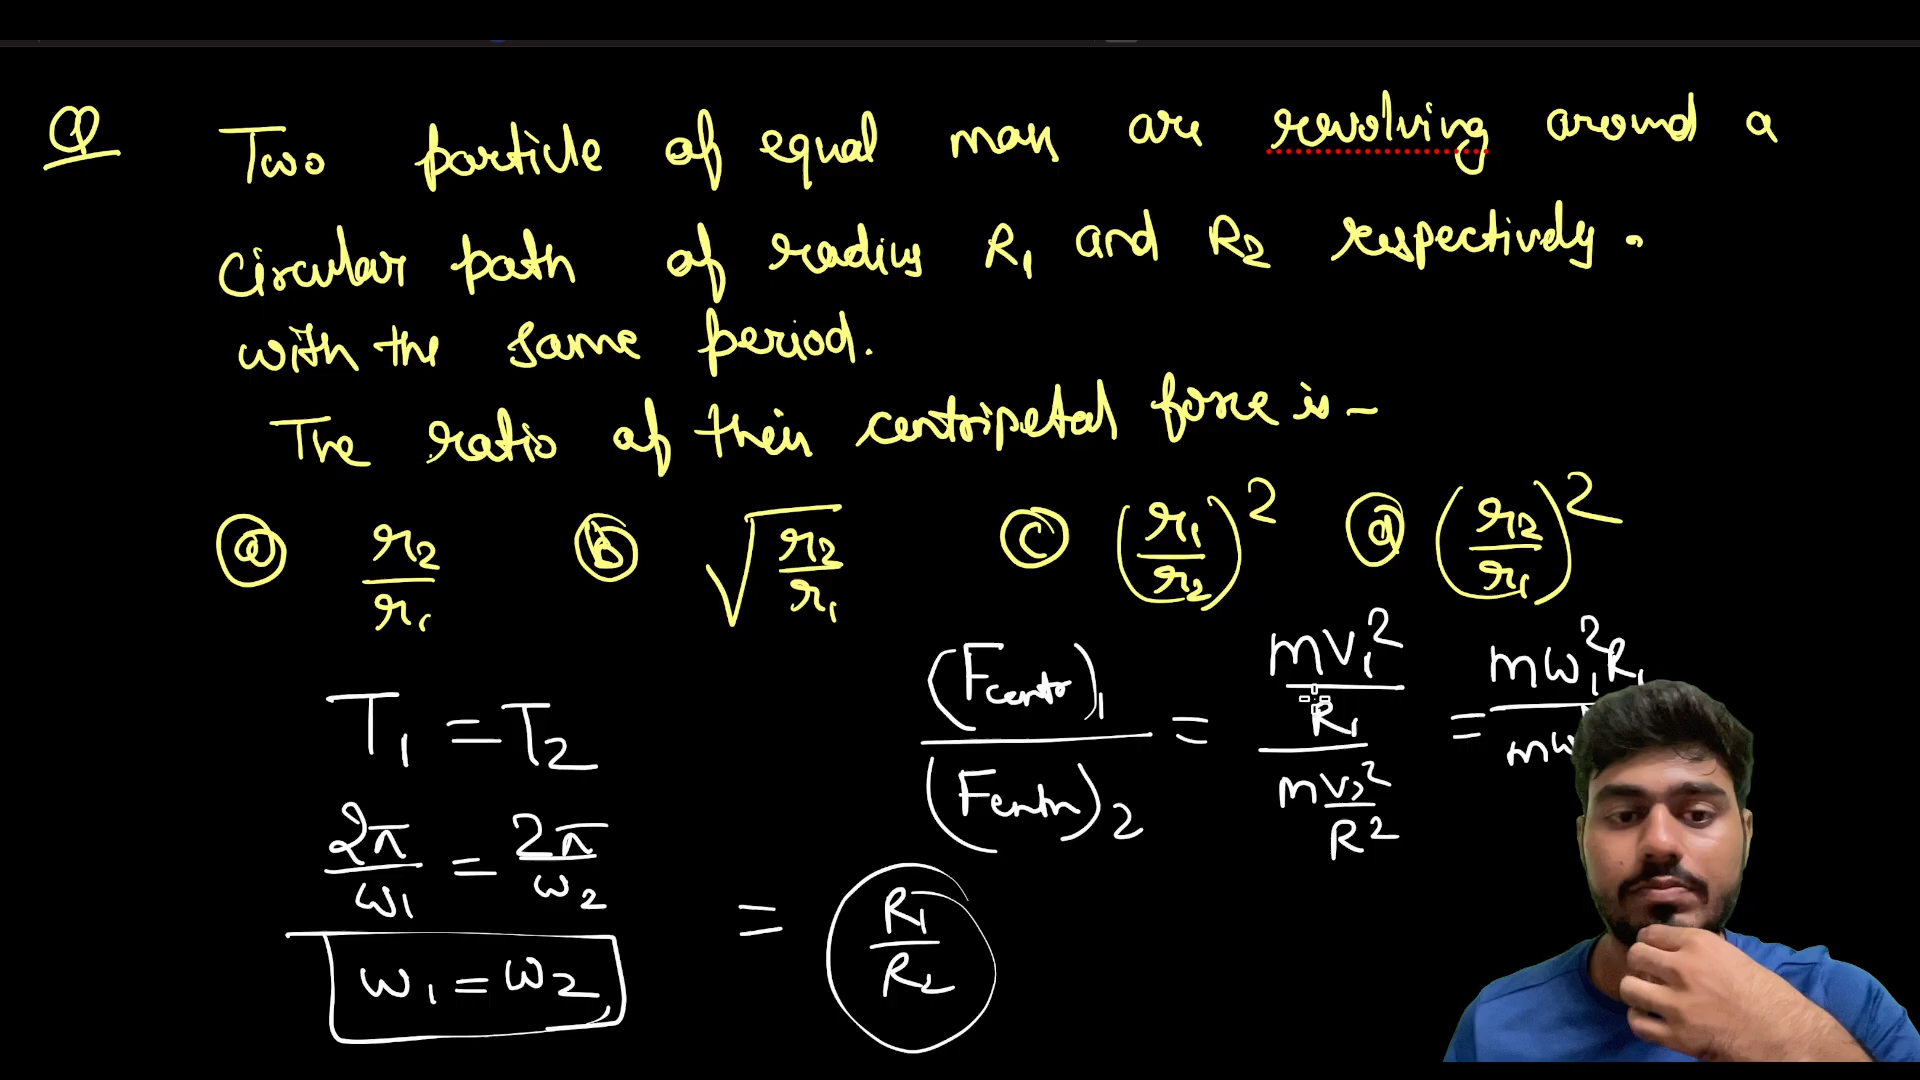 Q Two particle of equal mass are revolving around a
circular path of radius R₁ and R₂ respectively.
with the same period.
The ratio of their centripetal force is -
ⓐ r₂/r₁ ⓑ √(r₂/r₁) ⓒ (r₁/r₂)² ⓓ (r₂/r₁)²
T₁ = T₂
2π/ω₁ = 2π/ω₂
ω₁ = ω₂
(Fcentr)₁/(Fcentr)₂ = (mv₁²/R₁)/(mv₂²/R²) = mω₁²R₁/mω
= R₁/R₂